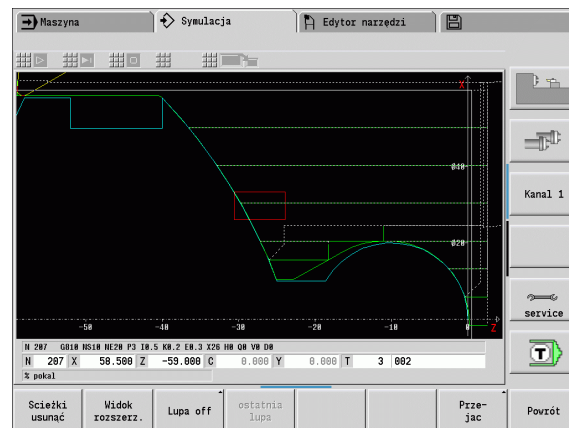 Maszyna Symulacja Edytor narzędzi
X
Ø40
Kanal 1
Ø20
-50 -40 -30 -20 -10 0 Z
service
N 207 G810 NS10 NE20 P3 I0.5 K0.2 E0.3 X26 H0 Q0 V0 D0
N 207 X 58.500 Z -59.000 C 0.000 Y 0.000 T 3 002
% pokal
T
Scieżki usunąć Widok rozszerz. Lupa off ostatnia lupa Prze-jac Powrót